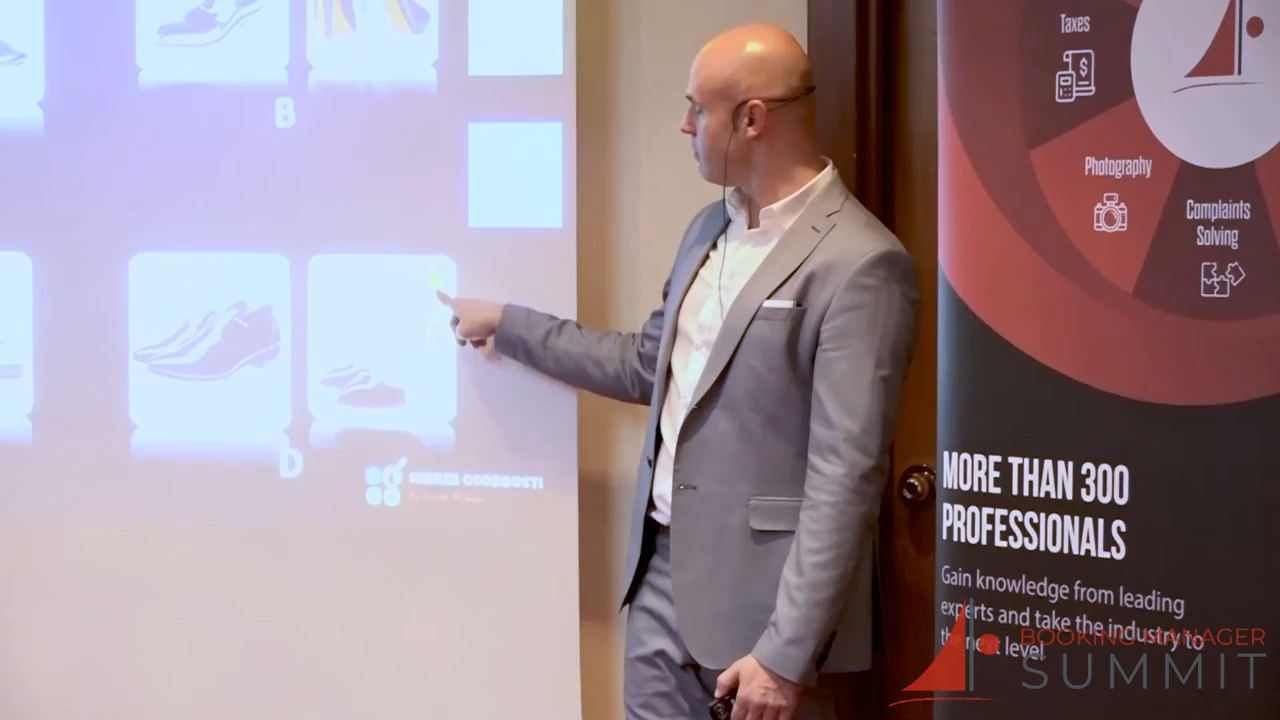 B
D
Taxes
Photography
Complaints
Solving
MORE THAN 300
PROFESSIONALS
Gain knowledge from leading
experts and take the industry to
the next level!
BOOKING MANAGER
SUMMIT